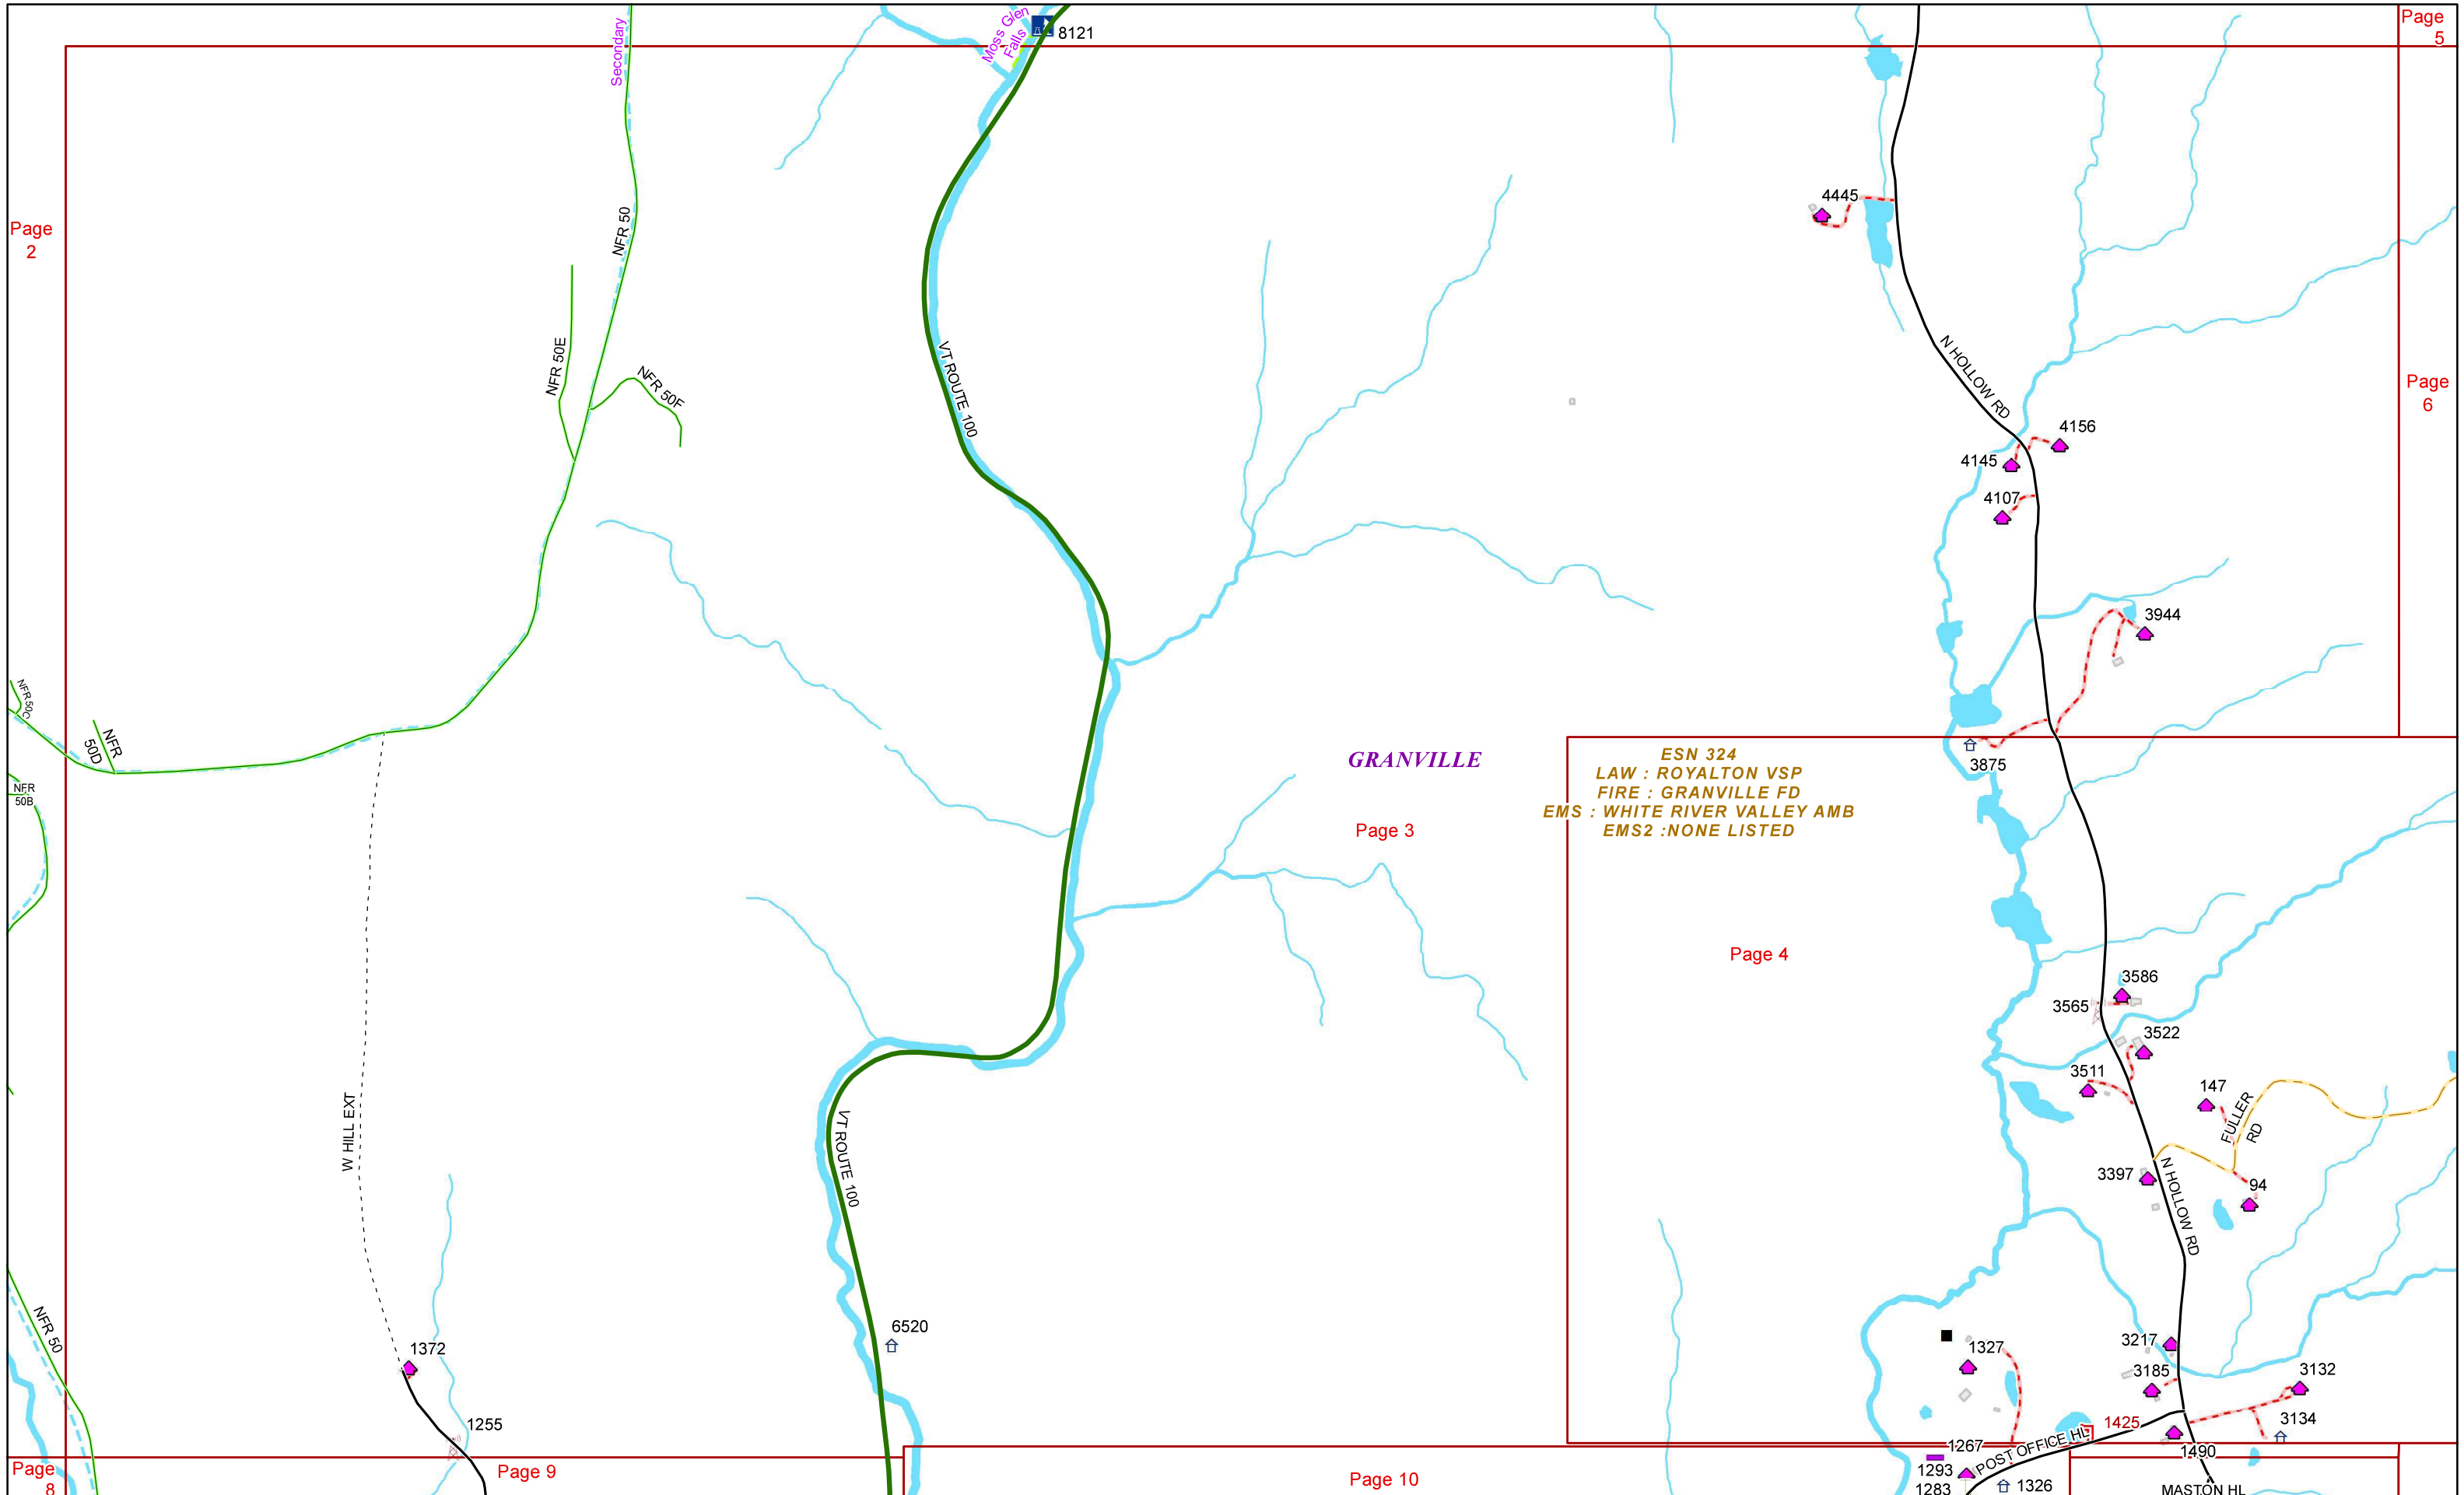 Page
5
Secondary
Moss Glen
Falls
8121
Page
2
NFR 50
4445
NFR 50E
NFR 50F
VT ROUTE 100
N HOLLOW RD
Page
6
4156
4145
4107
3944
NFR 50C
NFR
50D
NFR
50B
GRANVILLE
Page 3
ESN 324
LAW : ROYALTON VSP
FIRE : GRANVILLE FD
EMS : WHITE RIVER VALLEY AMB
EMS2 :NONE LISTED
3875
Page 4
3586
3565
3522
3511
147
FULLER
RD
W HILL EXT
VT ROUTE 100
3397
N HOLLOW RD
94
NFR 50
6520
1372
1327
3217
3185
3132
1255
1425
3134
POST OFFICE HL
1267
1490
Page
8
Page 9
Page 10
1293
1283
1326
MASTON HL